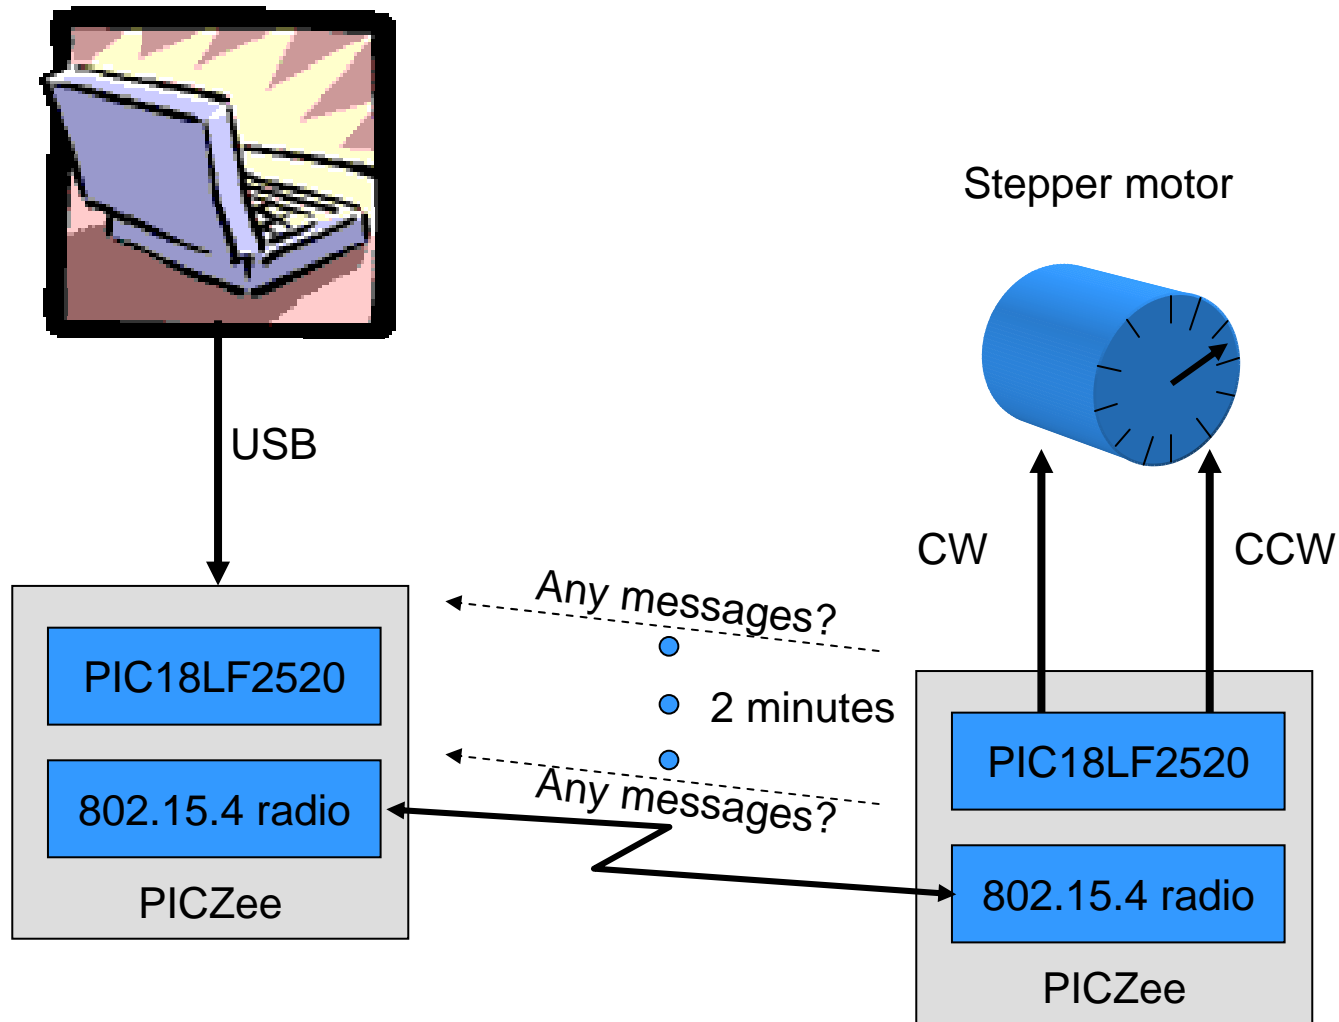 Stepper motor
USB
CW
CCW
Any messages?
2 minutes
Any messages?
PIC18LF2520
802.15.4 radio
PICZee
PIC18LF2520
802.15.4 radio
PICZee